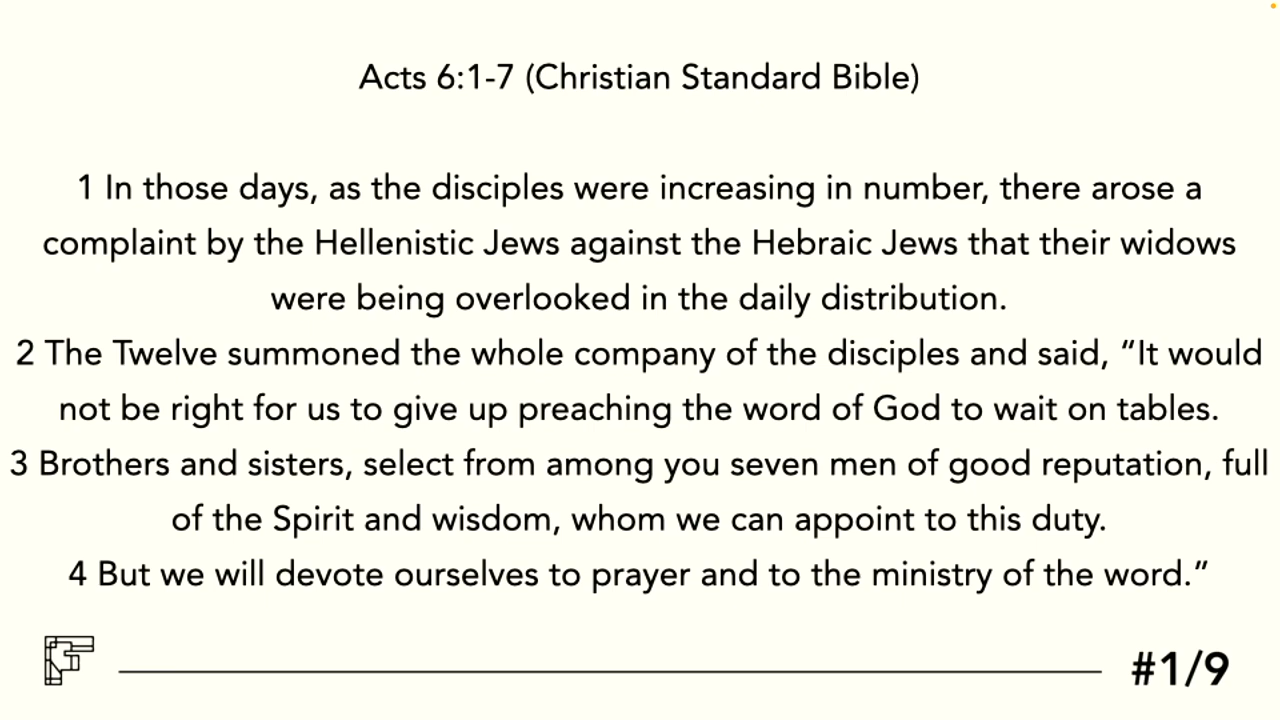 Acts 6:1-7 (Christian Standard Bible)
1 In those days, as the disciples were increasing in number, there arose a
complaint by the Hellenistic Jews against the Hebraic Jews that their widows
were being overlooked in the daily distribution.
2 The Twelve summoned the whole company of the disciples and said, “It would
not be right for us to give up preaching the word of God to wait on tables.
3 Brothers and sisters, select from among you seven men of good reputation, full
of the Spirit and wisdom, whom we can appoint to this duty.
4 But we will devote ourselves to prayer and to the ministry of the word.”
#1/9